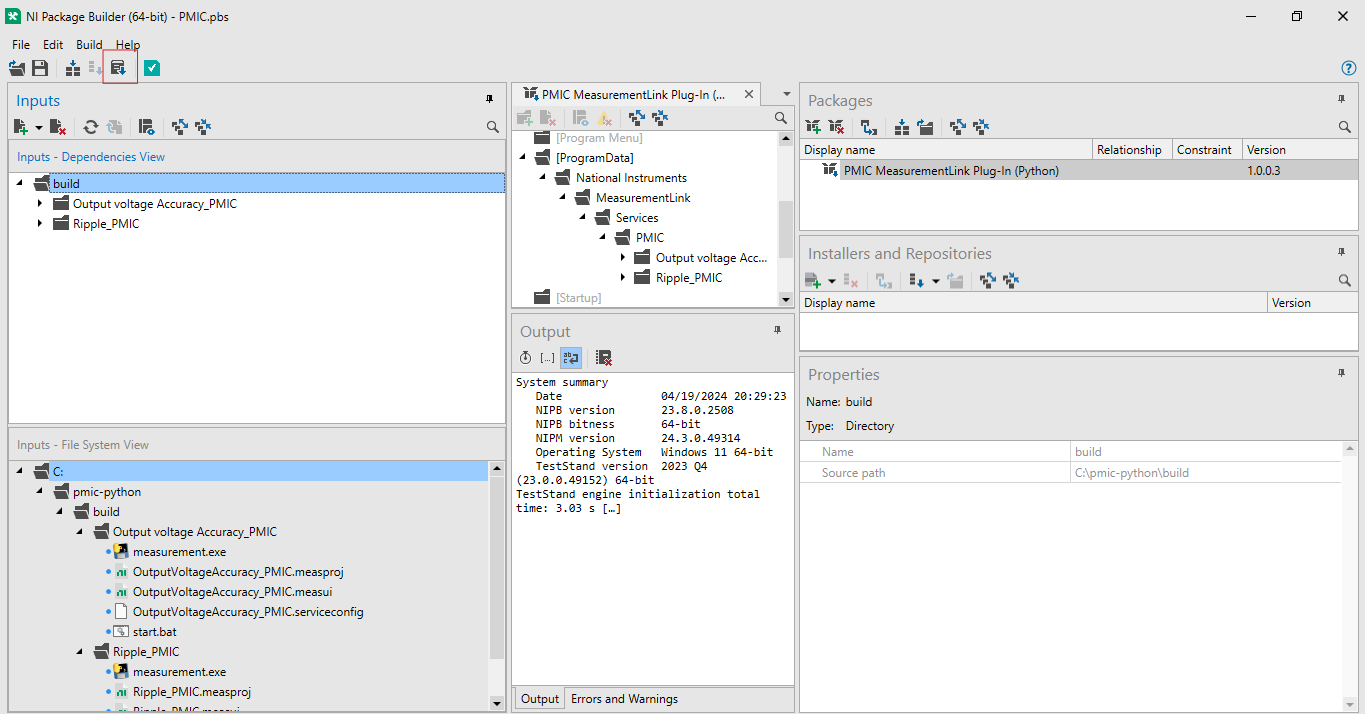 NI Package Builder (64-bit) - PMIC.pbs
File Edit Build Help
Inputs
Inputs - Dependencies View
build
Output voltage Accuracy_PMIC
Ripple_PMIC
Inputs - File System View
C:
pmic-python
build
Output voltage Accuracy_PMIC
measurement.exe
OutputVoltageAccuracy_PMIC.measproj
OutputVoltageAccuracy_PMIC.measui
OutputVoltageAccuracy_PMIC.serviceconfig
start.bat
Ripple_PMIC
measurement.exe
Ripple_PMIC.measproj
Ripple_PMIC.measui
PMIC MeasurementLink Plug-In (...
[Program Menu]
[ProgramData]
National Instruments
MeasurementLink
Services
PMIC
Output voltage Acc...
Ripple_PMIC
[Startup]
Output
System summary
Date 04/19/2024 20:29:23
NIPB version 23.8.0.2508
NIPB bitness 64-bit
NIPM version 24.3.0.49314
Operating System Windows 11 64-bit
TestStand version 2023 Q4
(23.0.0.49152) 64-bit
TestStand engine initialization total
time: 3.03 s […]
Output Errors and Warnings
Packages
Display name Relationship Constraint Version
PMIC MeasurementLink Plug-In (Python) 1.0.0.3
Installers and Repositories
Display name Version
Properties
Name: build
Type: Directory
Name build
Source path C:\pmic-python\build